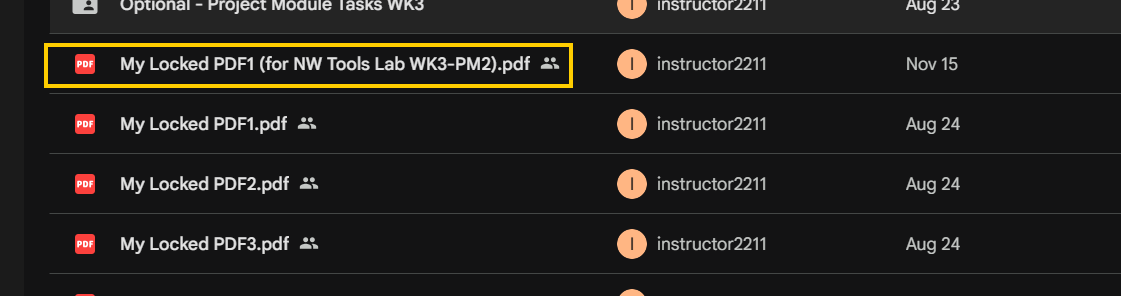 Optional - Project Module Tasks WK3 I instructor2211 Aug 23
PDF My Locked PDF1 (for NW Tools Lab WK3-PM2).pdf I instructor2211 Nov 15
PDF My Locked PDF1.pdf I instructor2211 Aug 24
PDF My Locked PDF2.pdf I instructor2211 Aug 24
PDF My Locked PDF3.pdf I instructor2211 Aug 24